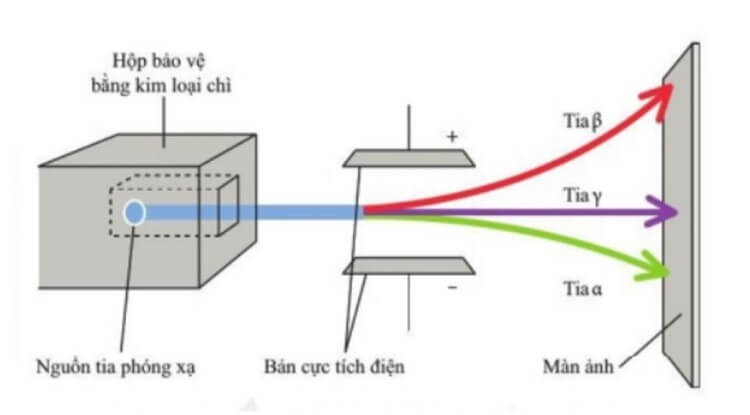 Hộp bảo vệ
bằng kim loại chì
+
Tia β
Tia γ
Tia α
−
Nguồn tia phóng xạ
Bản cực tích điện
Màn ảnh